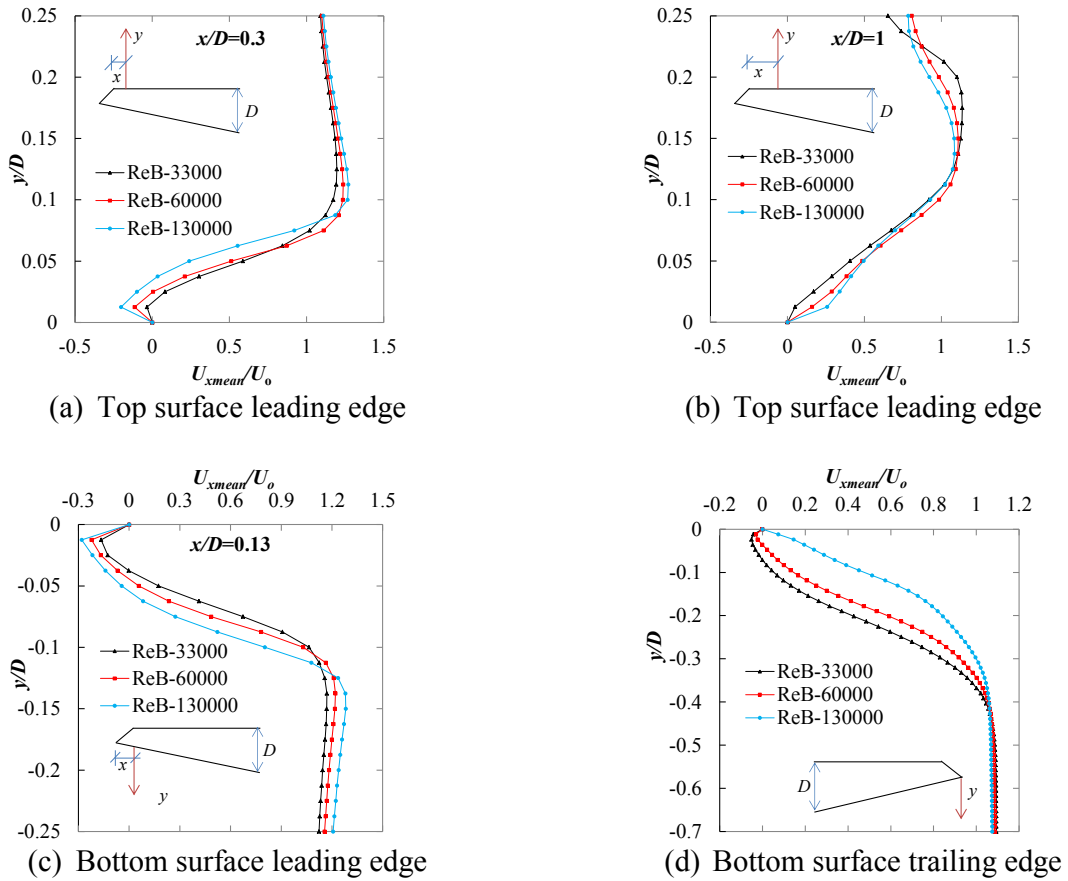 0.25
0.2
0.15
0.1
0.05
0
y/D
x/D=0.3
y
x
D
ReB-33000
ReB-60000
ReB-130000
-0.5 0 0.5 1 1.5
Uxmean/Uo
(a) Top surface leading edge
0.25
0.2
0.15
0.1
0.05
0
y/D
x/D=1
y
x
D
ReB-33000
ReB-60000
ReB-130000
-0.5 0 0.5 1 1.5
Uxmean/Uo
(b) Top surface leading edge
Uxmean/Uo
-0.3 0 0.3 0.6 0.9 1.2 1.5
0
-0.05
-0.1
-0.15
-0.2
-0.25
y/D
x/D=0.13
ReB-33000
ReB-60000
ReB-130000
x
D
y
(c) Bottom surface leading edge
Uxmean/Uo
-0.2 0 0.2 0.4 0.6 0.8 1 1.2
0
-0.1
-0.2
-0.3
-0.4
-0.5
-0.6
-0.7
y/D
ReB-33000
ReB-60000
ReB-130000
D
y
(d) Bottom surface trailing edge